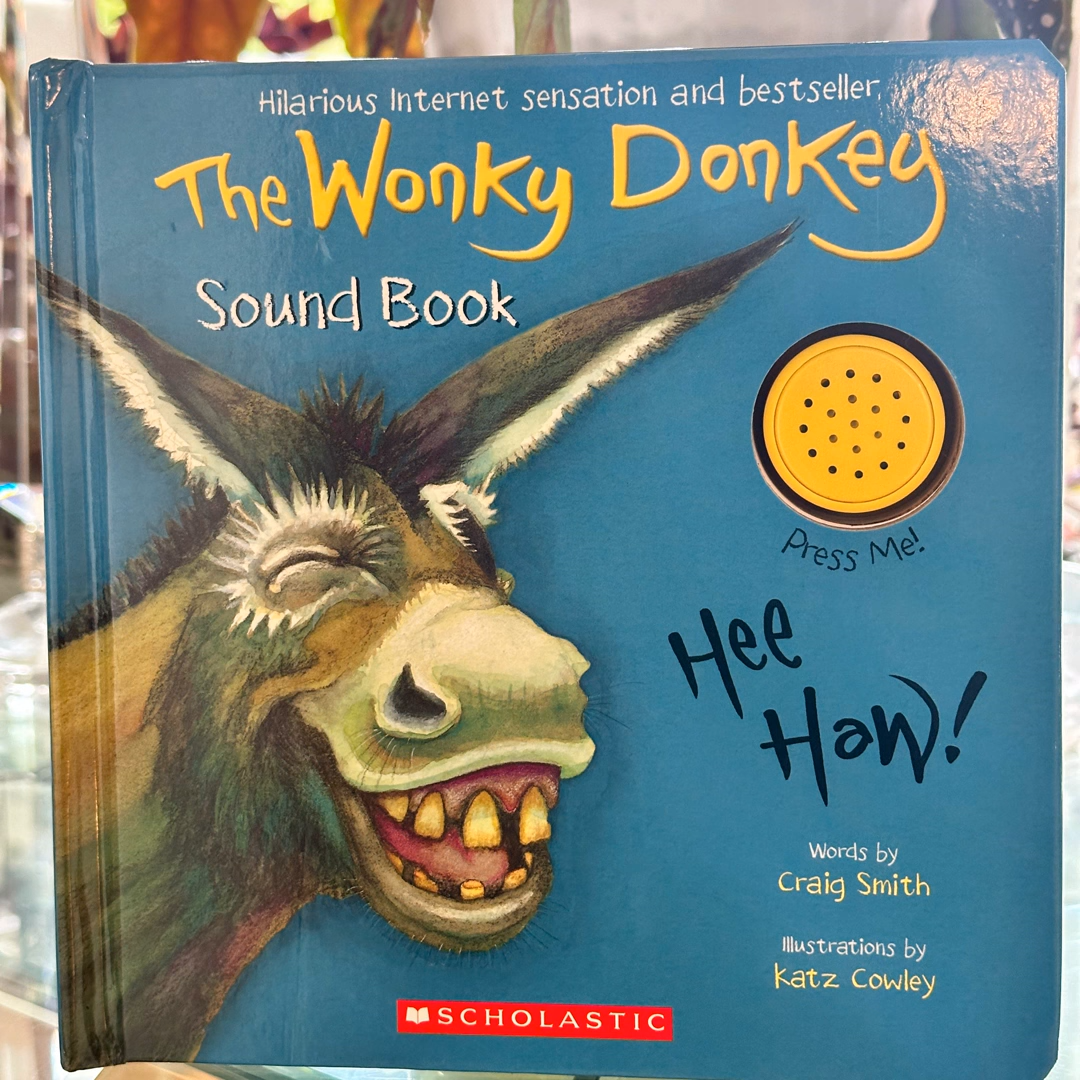 Hilarious Internet sensation and bestseller,
The Wonky Donkey
Sound Book
Press Me!
Hee
Haw!
Words by
Craig Smith
Illustrations by
Katz Cowley
SCHOLASTIC